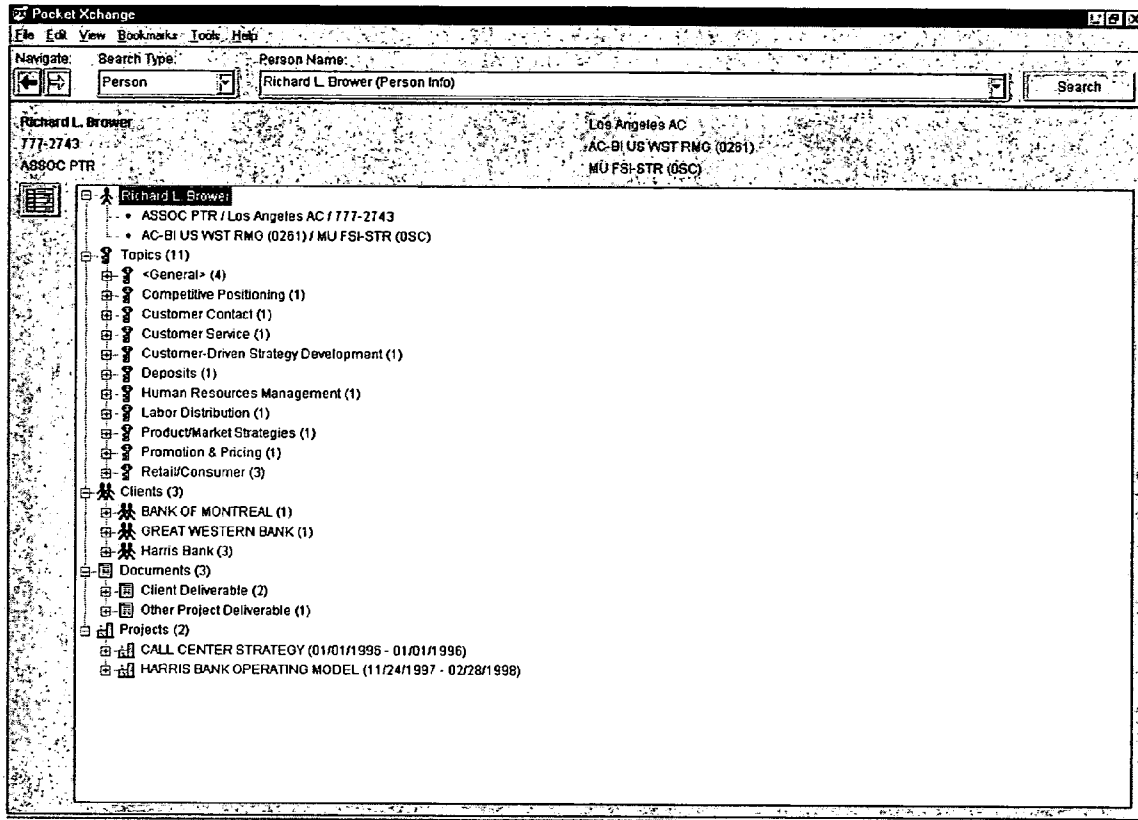 Pocket Xchange
File Edit View Bookmarks Tools Help
Navigate: Search Type: Person Name:
Person Richard L. Brower (Person Info) Search
Richard L. Brower Los Angeles AC
777-2743 AC-BI US WST RMG (0261)
ASSOC PTR MU FSI-STR (0SC)
Richard L. Brower
• ASSOC PTR / Los Angeles AC / 777-2743
• AC-BI US WST RMG (0261) / MU FSI-STR (0SC)
Topics (11)
<General> (4)
Competitive Positioning (1)
Customer Contact (1)
Customer Service (1)
Customer-Driven Strategy Development (1)
Deposits (1)
Human Resources Management (1)
Labor Distribution (1)
Product/Market Strategies (1)
Promotion & Pricing (1)
Retail/Consumer (3)
Clients (3)
BANK OF MONTREAL (1)
GREAT WESTERN BANK (1)
Harris Bank (3)
Documents (3)
Client Deliverable (2)
Other Project Deliverable (1)
Projects (2)
CALL CENTER STRATEGY (01/01/1996 - 01/01/1996)
HARRIS BANK OPERATING MODEL (11/24/1997 - 02/28/1998)